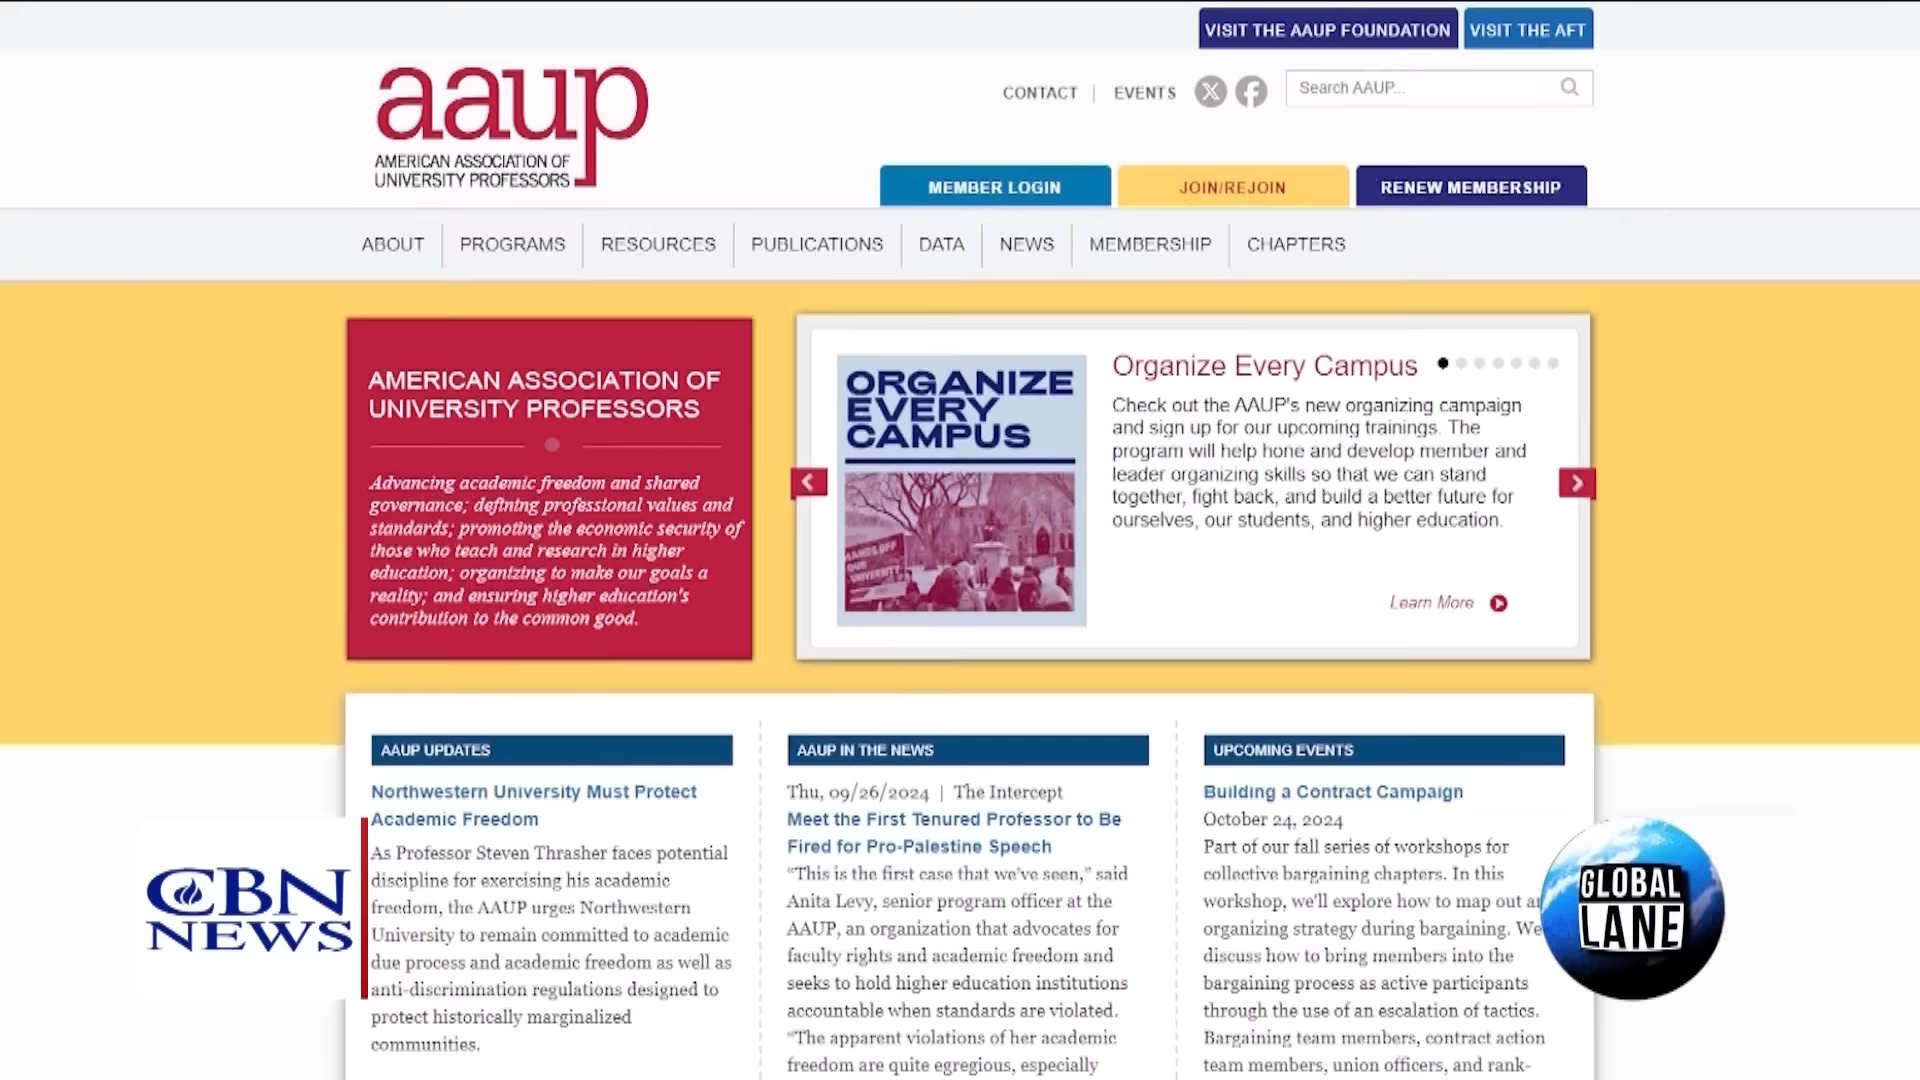 VISIT THE AAUP FOUNDATION
VISIT THE AFT
aaup
AMERICAN ASSOCIATION OF
UNIVERSITY PROFESSORS
CONTACT
EVENTS
Search AAUP...
MEMBER LOGIN
JOIN/REJOIN
RENEW MEMBERSHIP
ABOUT
PROGRAMS
RESOURCES
PUBLICATIONS
DATA
NEWS
MEMBERSHIP
CHAPTERS
AMERICAN ASSOCIATION OF
UNIVERSITY PROFESSORS
Advancing academic freedom and shared
governance; defining professional values and
standards; promoting the economic security of
those who teach and research in higher
education; organizing to make our goals a
reality; and ensuring higher education's
contribution to the common good.
ORGANIZE
EVERY
CAMPUS
HANDS OFF
OUR
UNIVERSITY
Organize Every Campus
Check out the AAUP's new organizing campaign
and sign up for our upcoming trainings. The
program will help hone and develop member and
leader organizing skills so that we can stand
together, fight back, and build a better future for
ourselves, our students, and higher education.
Learn More
AAUP UPDATES
Northwestern University Must Protect
Academic Freedom
As Professor Steven Thrasher faces potential
discipline for exercising his academic
freedom, the AAUP urges Northwestern
University to remain committed to academic
due process and academic freedom as well as
anti-discrimination regulations designed to
protect historically marginalized
communities.
AAUP IN THE NEWS
Thu, 09/26/2024 | The Intercept
Meet the First Tenured Professor to Be
Fired for Pro-Palestine Speech
“This is the first case that we’ve seen,” said
Anita Levy, senior program officer at the
AAUP, an organization that advocates for
faculty rights and academic freedom and
seeks to hold higher education institutions
accountable when standards are violated.
“The apparent violations of her academic
freedom are quite egregious, especially
UPCOMING EVENTS
Building a Contract Campaign
October 24, 2024
Part of our fall series of workshops for
collective bargaining chapters. In this
workshop, we'll explore how to map out an
organizing strategy during bargaining. We
discuss how to bring members into the
bargaining process as active participants
through the use of an escalation of tactics.
Bargaining team members, contract action
team members, union officers, and rank-
CBN
NEWS
GLOBAL
LANE